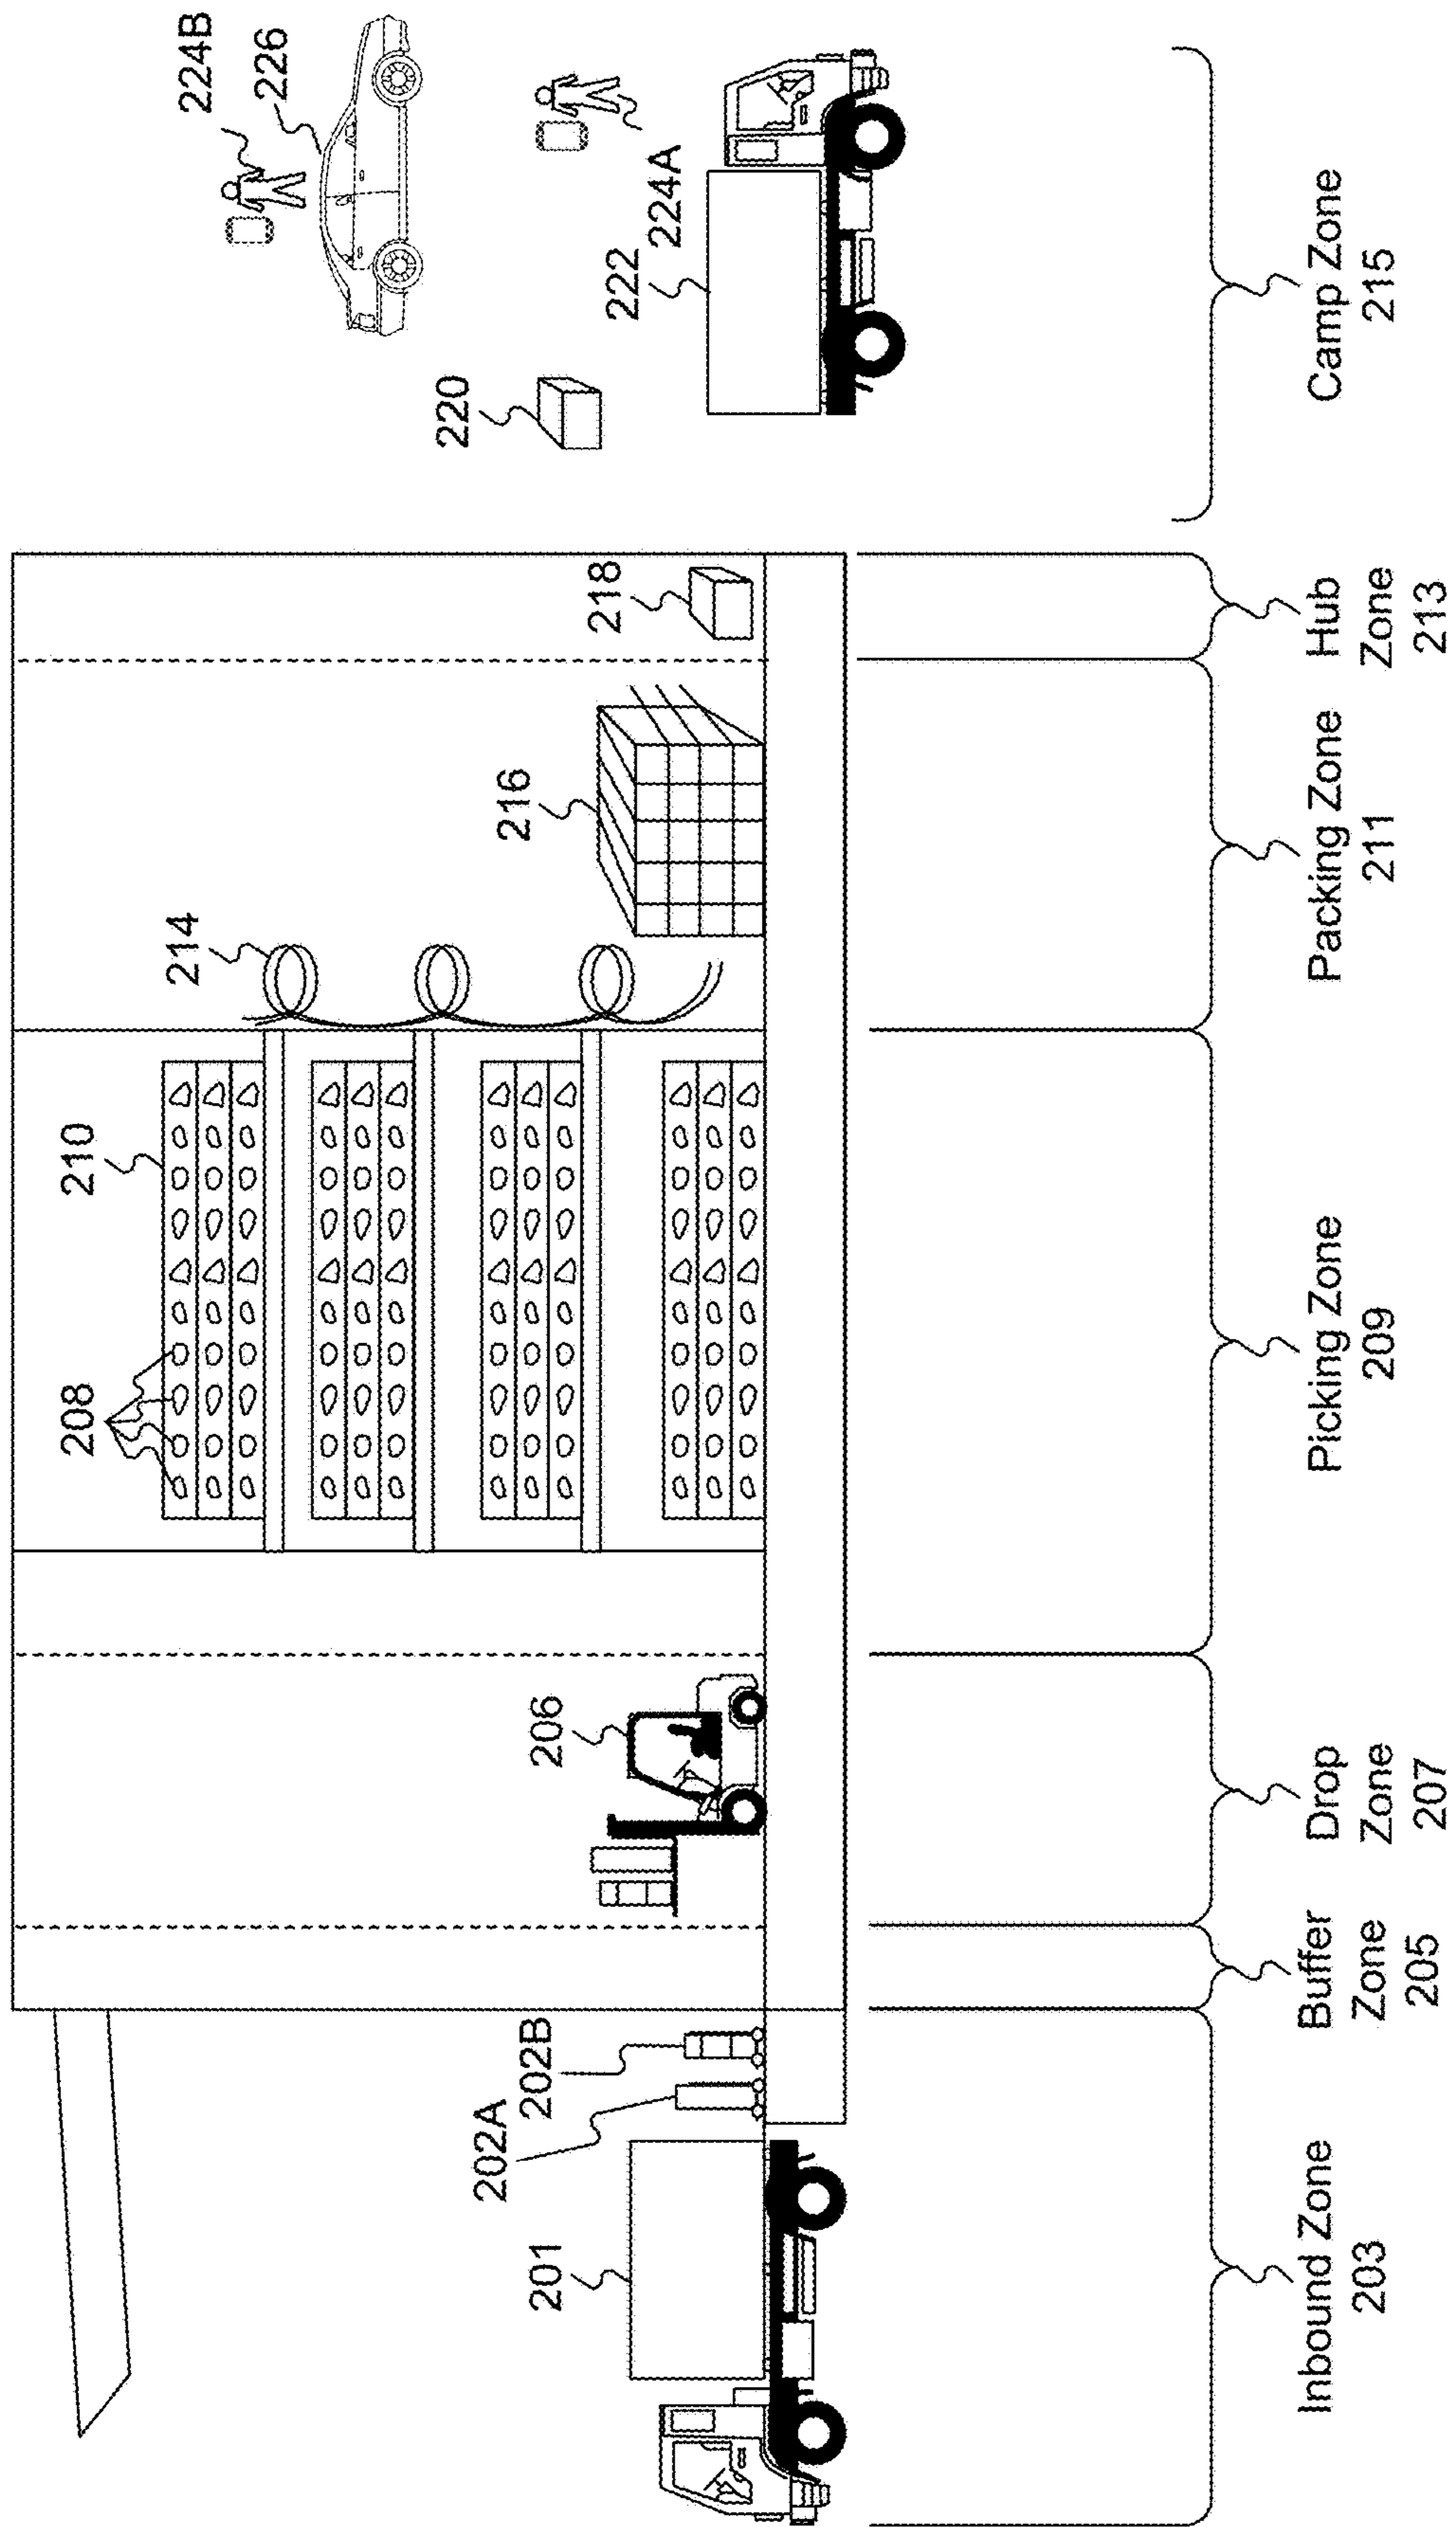 224B
226
224A
222
220
218
216
214
210
208
206
202B
202A
201
Inbound Zone
203
Buffer
Zone
205
Drop
Zone
207
Picking Zone
209
Packing Zone
211
Hub
Zone
213
Camp Zone
215